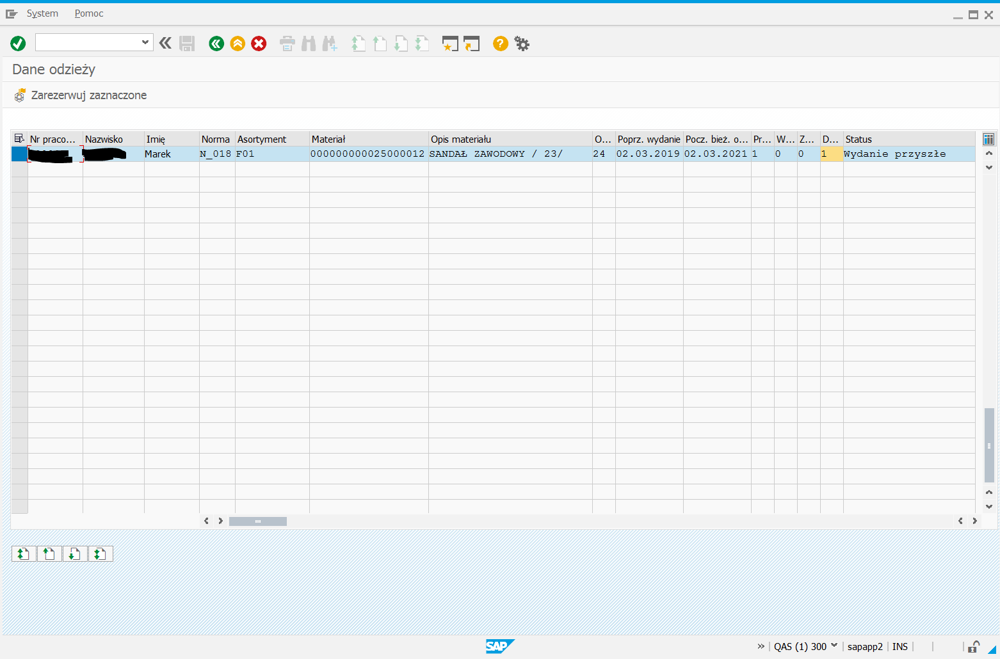 System Pomoc
Dane odzieży
Zarezerwuj zaznaczone
Nr praco... Nazwisko Imię Norma Asortyment Materiał Opis materiału O... Poprz. wydanie Pocz. bież. o... Pr... W... Z... D... Status
Marek N_018 F01 000000000025000012 SANDAŁ ZAWODOWY / 23/ 24 02.03.2019 02.03.2021 1 0 0 1 Wydanie przyszłe
SAP QAS (1) 300 sapapp2 INS